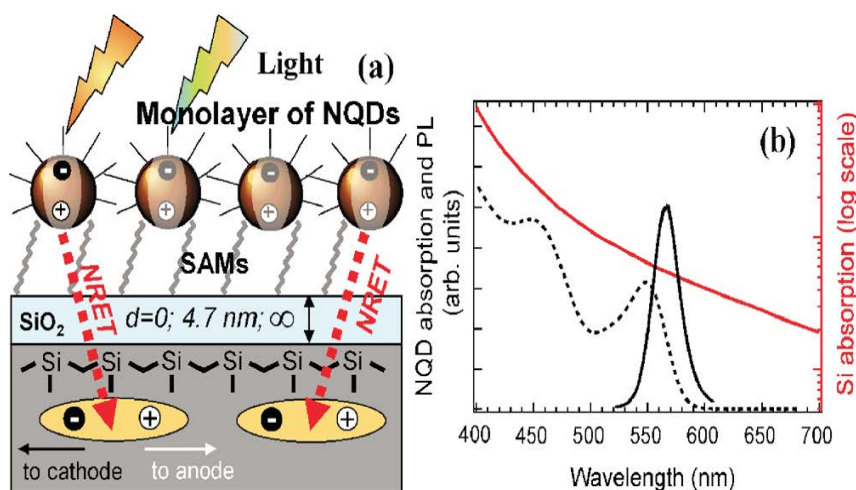 Light
(a)
Monolayer of NQDs
-
-
-
-
+
+
+
+
SAMs
NRET
NRET
SiO₂
d=0; 4.7 nm; ∞
Si Si Si Si Si Si
- +
- +
to cathode
to anode
(b)
NQD absorption and PL
(arb. units)
Si absorption (log scale)
400 450 500 550 600 650 700
Wavelength (nm)